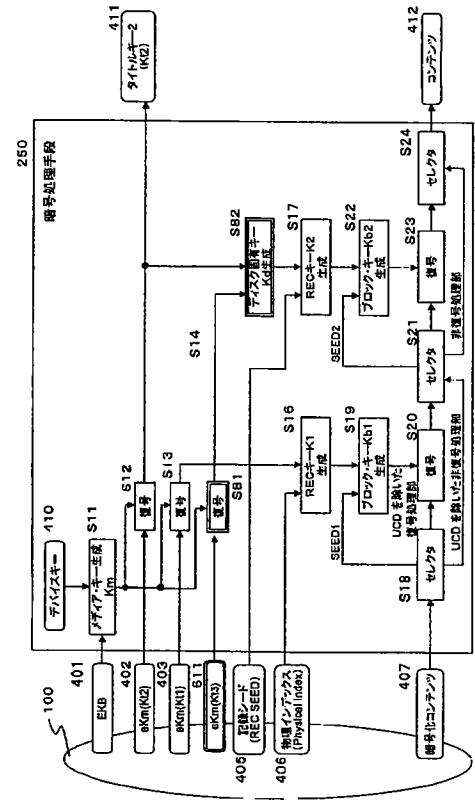 100
401
EKB
402
eKm(Kt2)
403
eKm(Kt1)
611
eKm(Kt3)
405
記録シード
(REC SEED)
406
物理インデックス
(Physical Index)
407
暗号化コンテンツ
250
暗号処理手段
410
デバイスキー
S11
メディア・キー生成
Km
S12
復号
S13
復号
S81
復号
S14
S82
ディスク固有キー
Kd生成
S16
RECキーK1
生成
S17
RECキーK2
生成
S19
ブロック・キーKb1
生成
S22
ブロック・キーKb2
生成
SEED1
SEED2
UCDを除いた
復号処理部
S18
セレクタ
S20
復号
S21
セレクタ
S23
復号
S24
セレクタ
UCDを除いた非復号処理部
非復号処理部
411
タイトルキー2
(Kt2)
412
コンテンツ